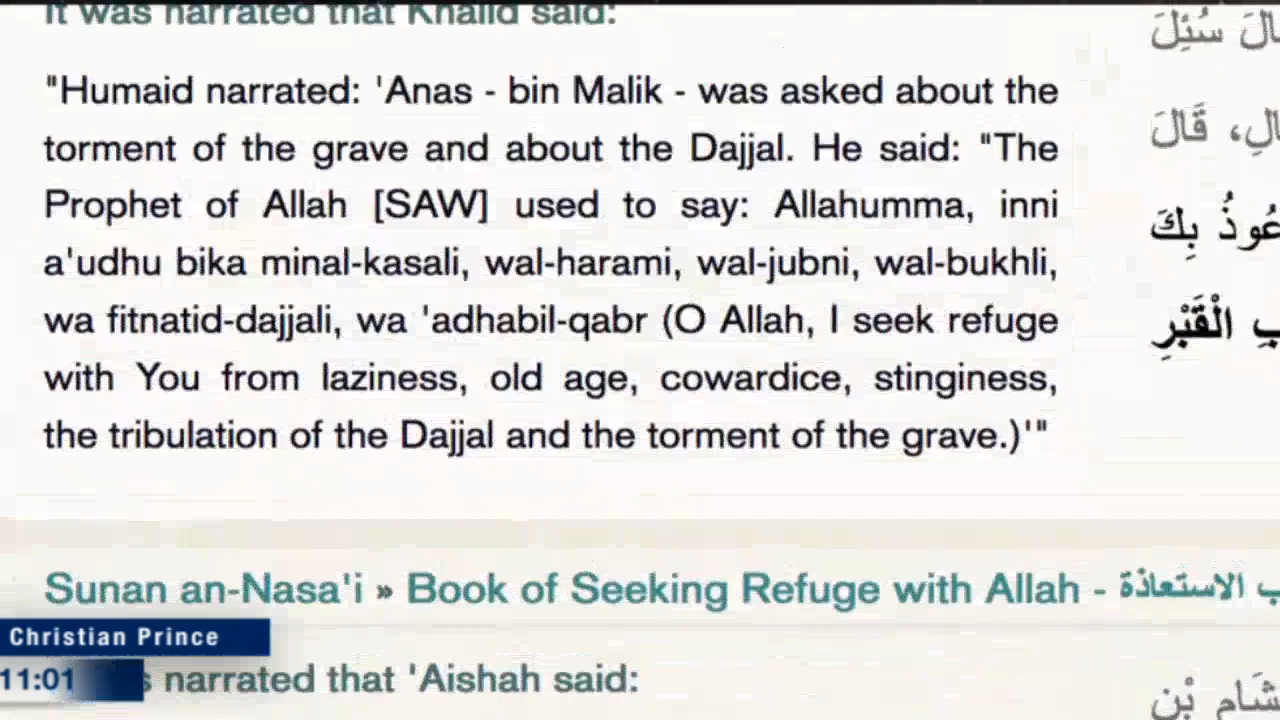 It was narrated that Khalid said:
"Humaid narrated: 'Anas - bin Malik - was asked about the
torment of the grave and about the Dajjal. He said: "The
Prophet of Allah [SAW] used to say: Allahumma, inni
a'udhu bika minal-kasali, wal-harami, wal-jubni, wal-bukhli,
wa fitnatid-dajjali, wa 'adhabil-qabr (O Allah, I seek refuge
with You from laziness, old age, cowardice, stinginess,
the tribulation of the Dajjal and the torment of the grave.)'"
قَالَ سُئِلَ
قَالَ
عُوذُ بِكَ
الْقَبْرِ
Sunan an-Nasa'i » Book of Seeking Refuge with Allah - الاستعاذة
Christian Prince
11:01
narrated that 'Aishah said:
بْنِ